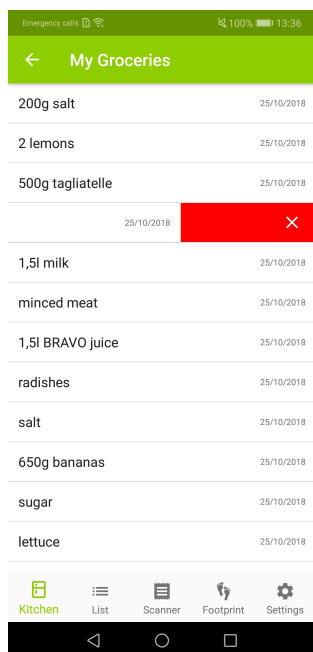 Emergency calls 100% 13:36
My Groceries
200g salt 25/10/2018
2 lemons 25/10/2018
500g tagliatelle 25/10/2018
25/10/2018
1,5l milk 25/10/2018
minced meat 25/10/2018
1,5l BRAVO juice 25/10/2018
radishes 25/10/2018
salt 25/10/2018
650g bananas 25/10/2018
sugar 25/10/2018
lettuce 25/10/2018
Kitchen List Scanner Footprint Settings